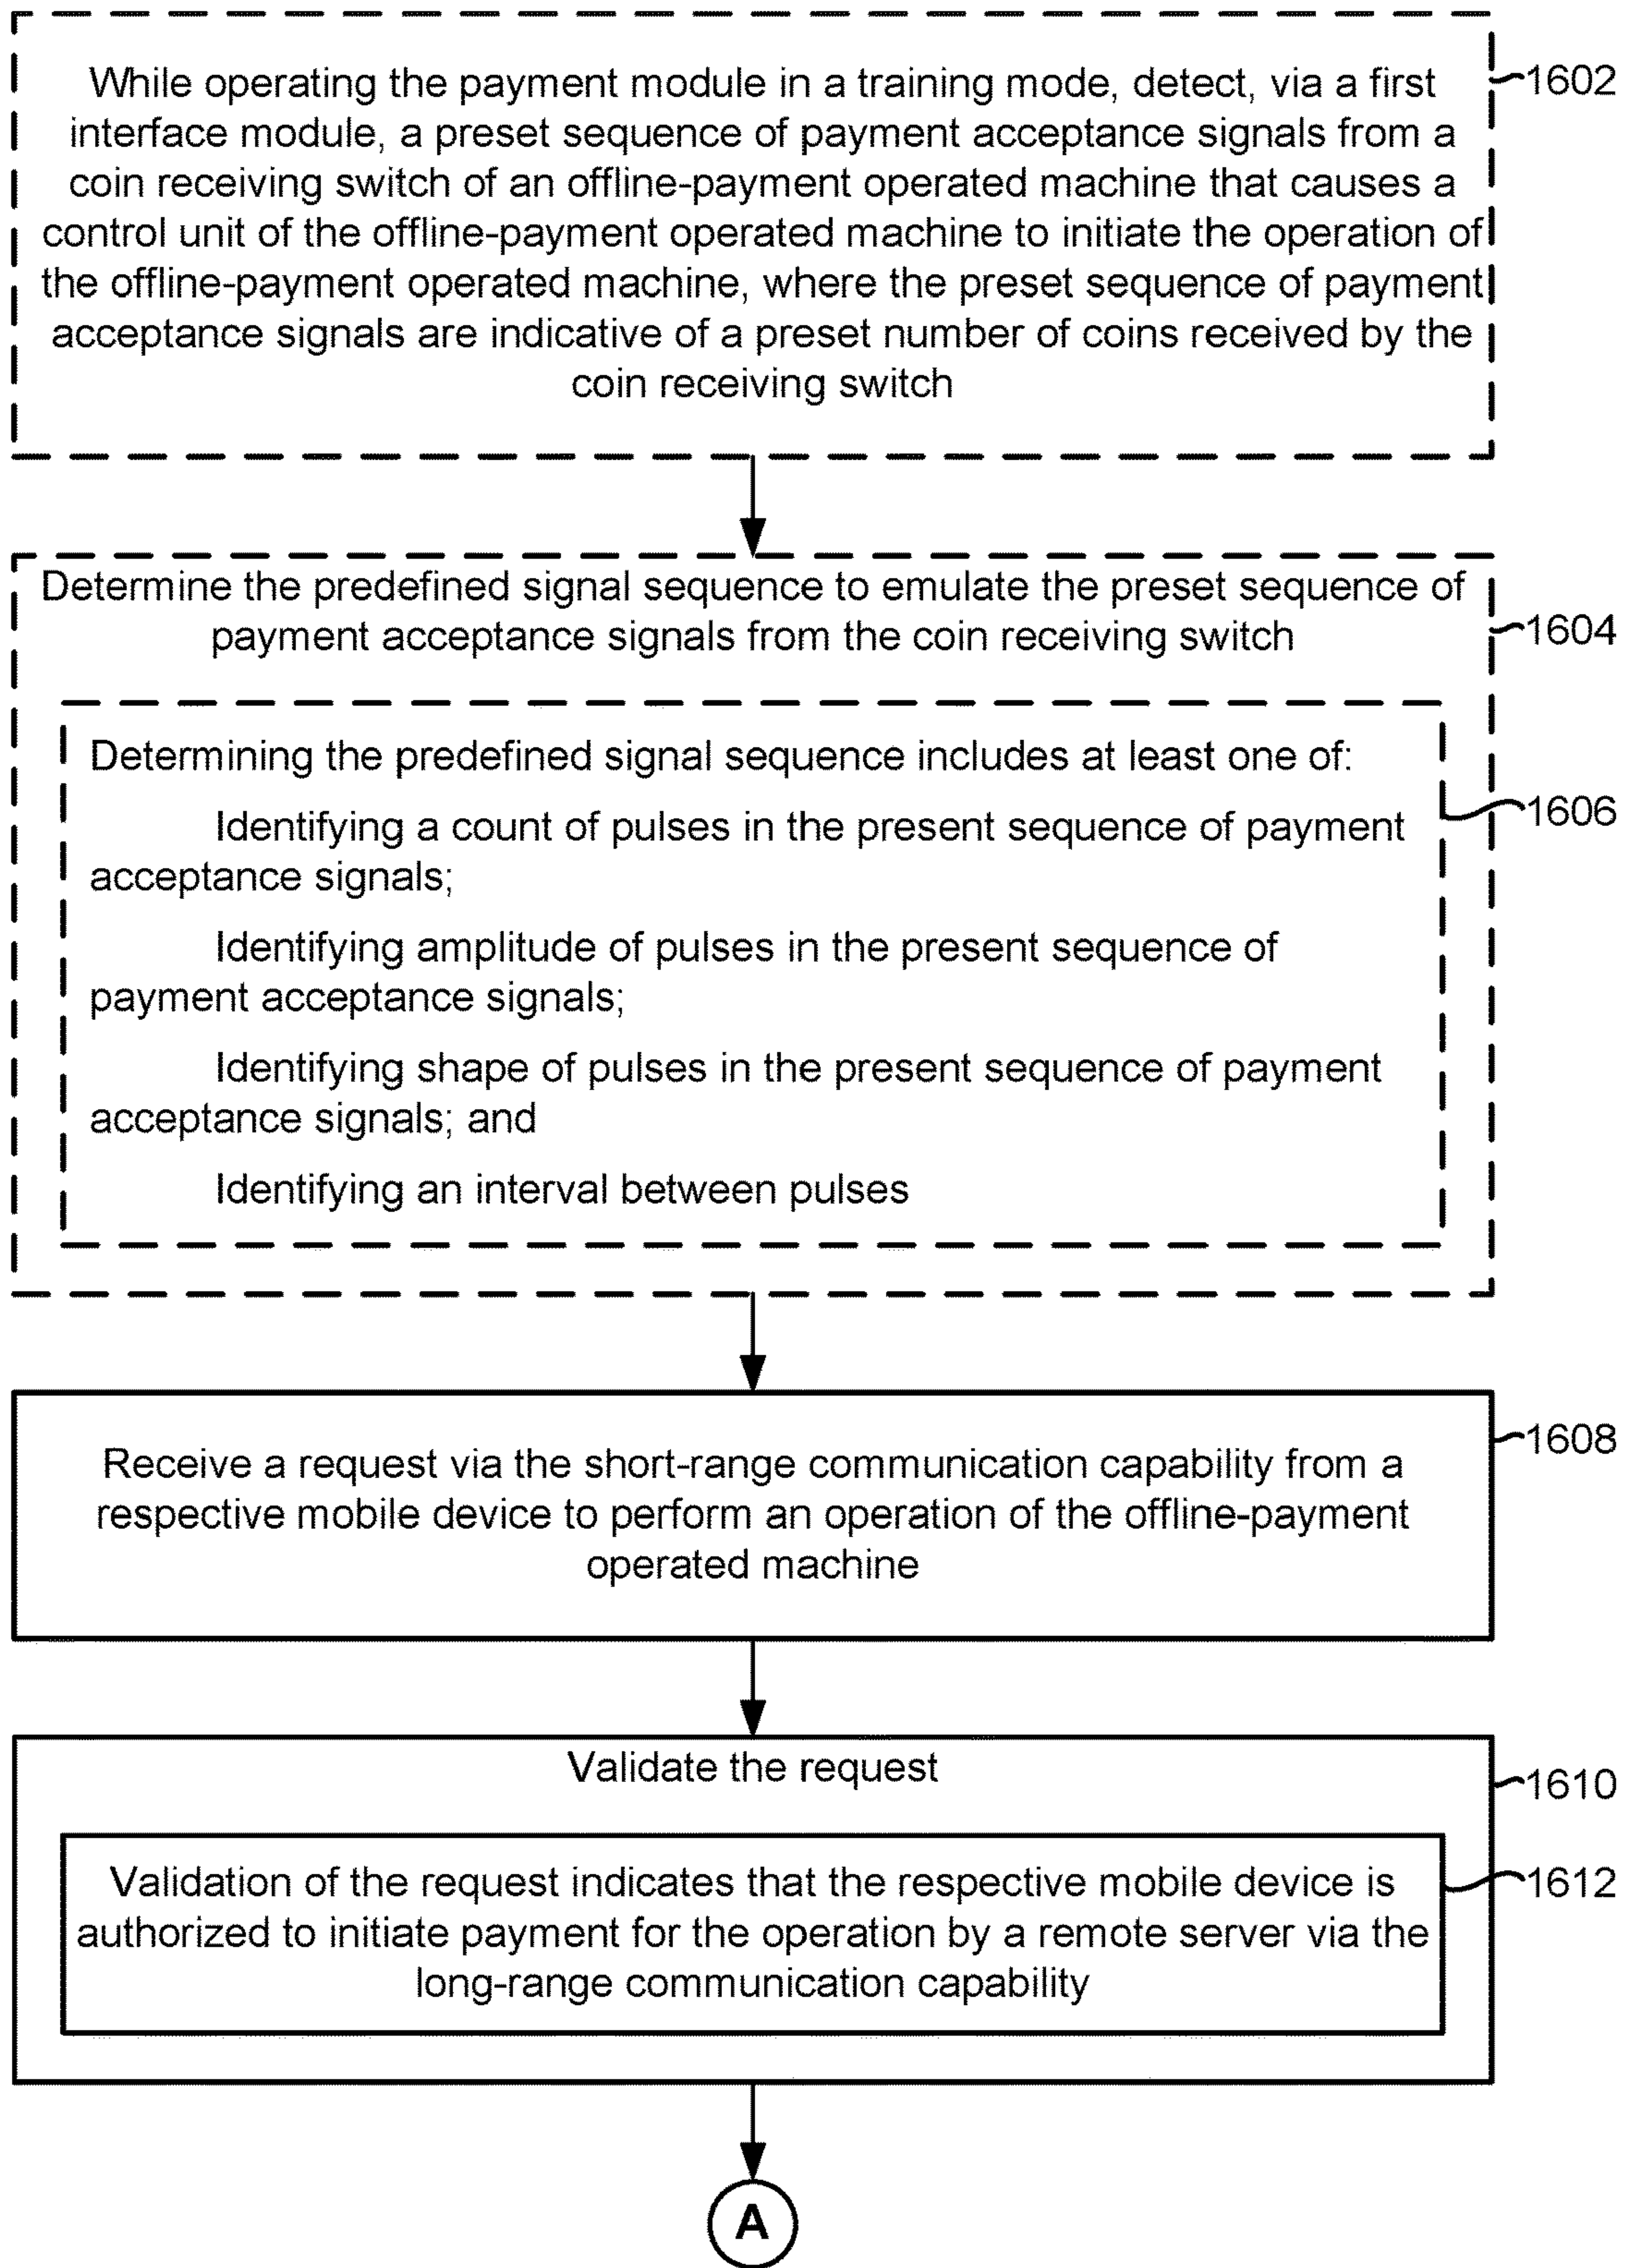 While operating the payment module in a training mode, detect, via a first
interface module, a preset sequence of payment acceptance signals from a
coin receiving switch of an offline-payment operated machine that causes a
control unit of the offline-payment operated machine to initiate the operation of
the offline-payment operated machine, where the preset sequence of payment
acceptance signals are indicative of a preset number of coins received by the
coin receiving switch
1602
Determine the predefined signal sequence to emulate the preset sequence of
payment acceptance signals from the coin receiving switch
1604
Determining the predefined signal sequence includes at least one of:
Identifying a count of pulses in the present sequence of payment
acceptance signals;
Identifying amplitude of pulses in the present sequence of
payment acceptance signals;
Identifying shape of pulses in the present sequence of payment
acceptance signals; and
Identifying an interval between pulses
1606
Receive a request via the short-range communication capability from a
respective mobile device to perform an operation of the offline-payment
operated machine
1608
Validate the request
1610
Validation of the request indicates that the respective mobile device is
authorized to initiate payment for the operation by a remote server via the
long-range communication capability
1612
A